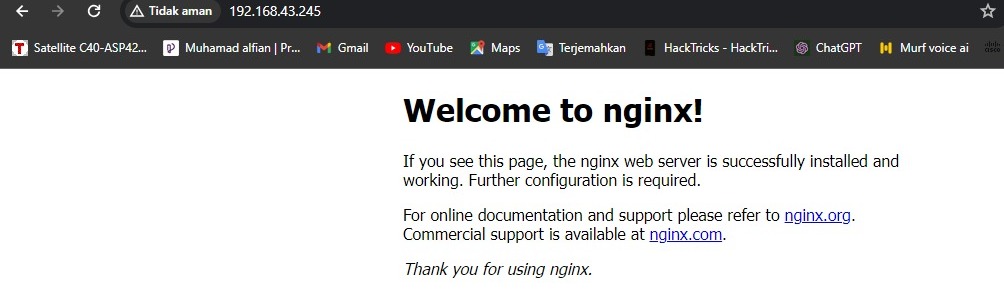 Tidak aman 192.168.43.245
Satellite C40-ASP42... Muhamad alfian | Pr... Gmail YouTube Maps Terjemahkan HackTricks - HackTri... ChatGPT Murf voice ai
Welcome to nginx!
If you see this page, the nginx web server is successfully installed and
working. Further configuration is required.
For online documentation and support please refer to nginx.org.
Commercial support is available at nginx.com.
Thank you for using nginx.